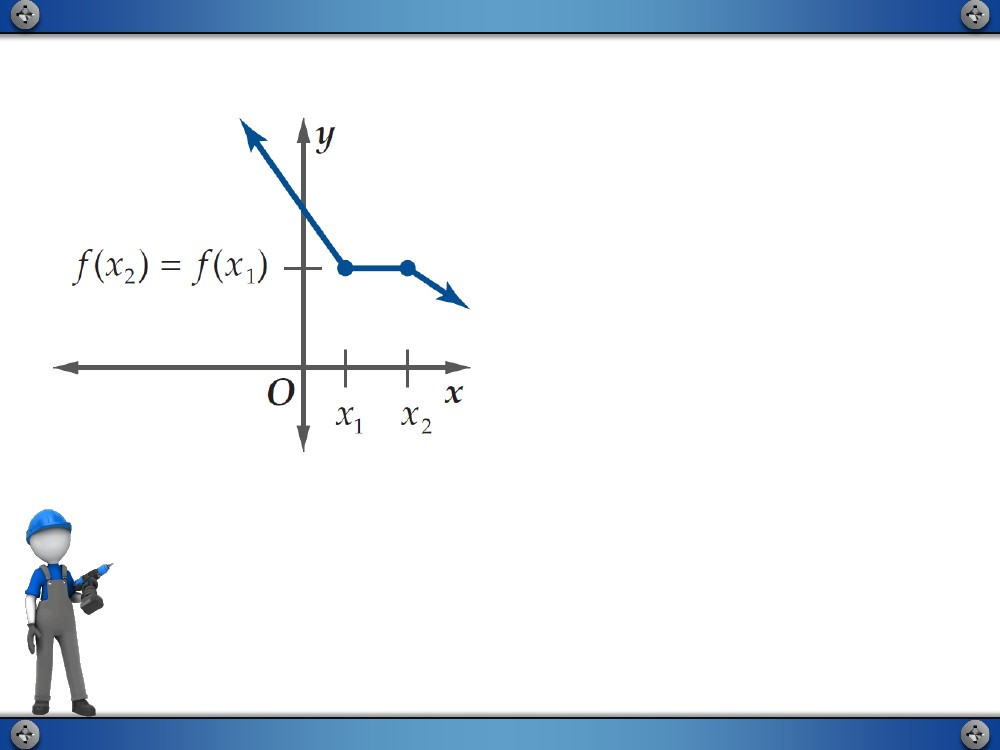 y
f(x₂) = f(x₁)
O
x
x₁
x₂